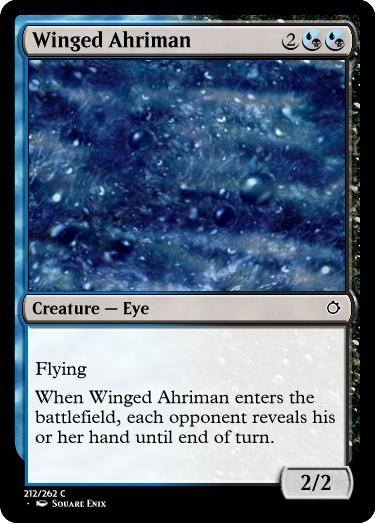 Winged Ahriman 2
Creature — Eye
Flying
When Winged Ahriman enters the
battlefield, each opponent reveals his
or her hand until end of turn.
2/2
212/262 C
· Square Enix